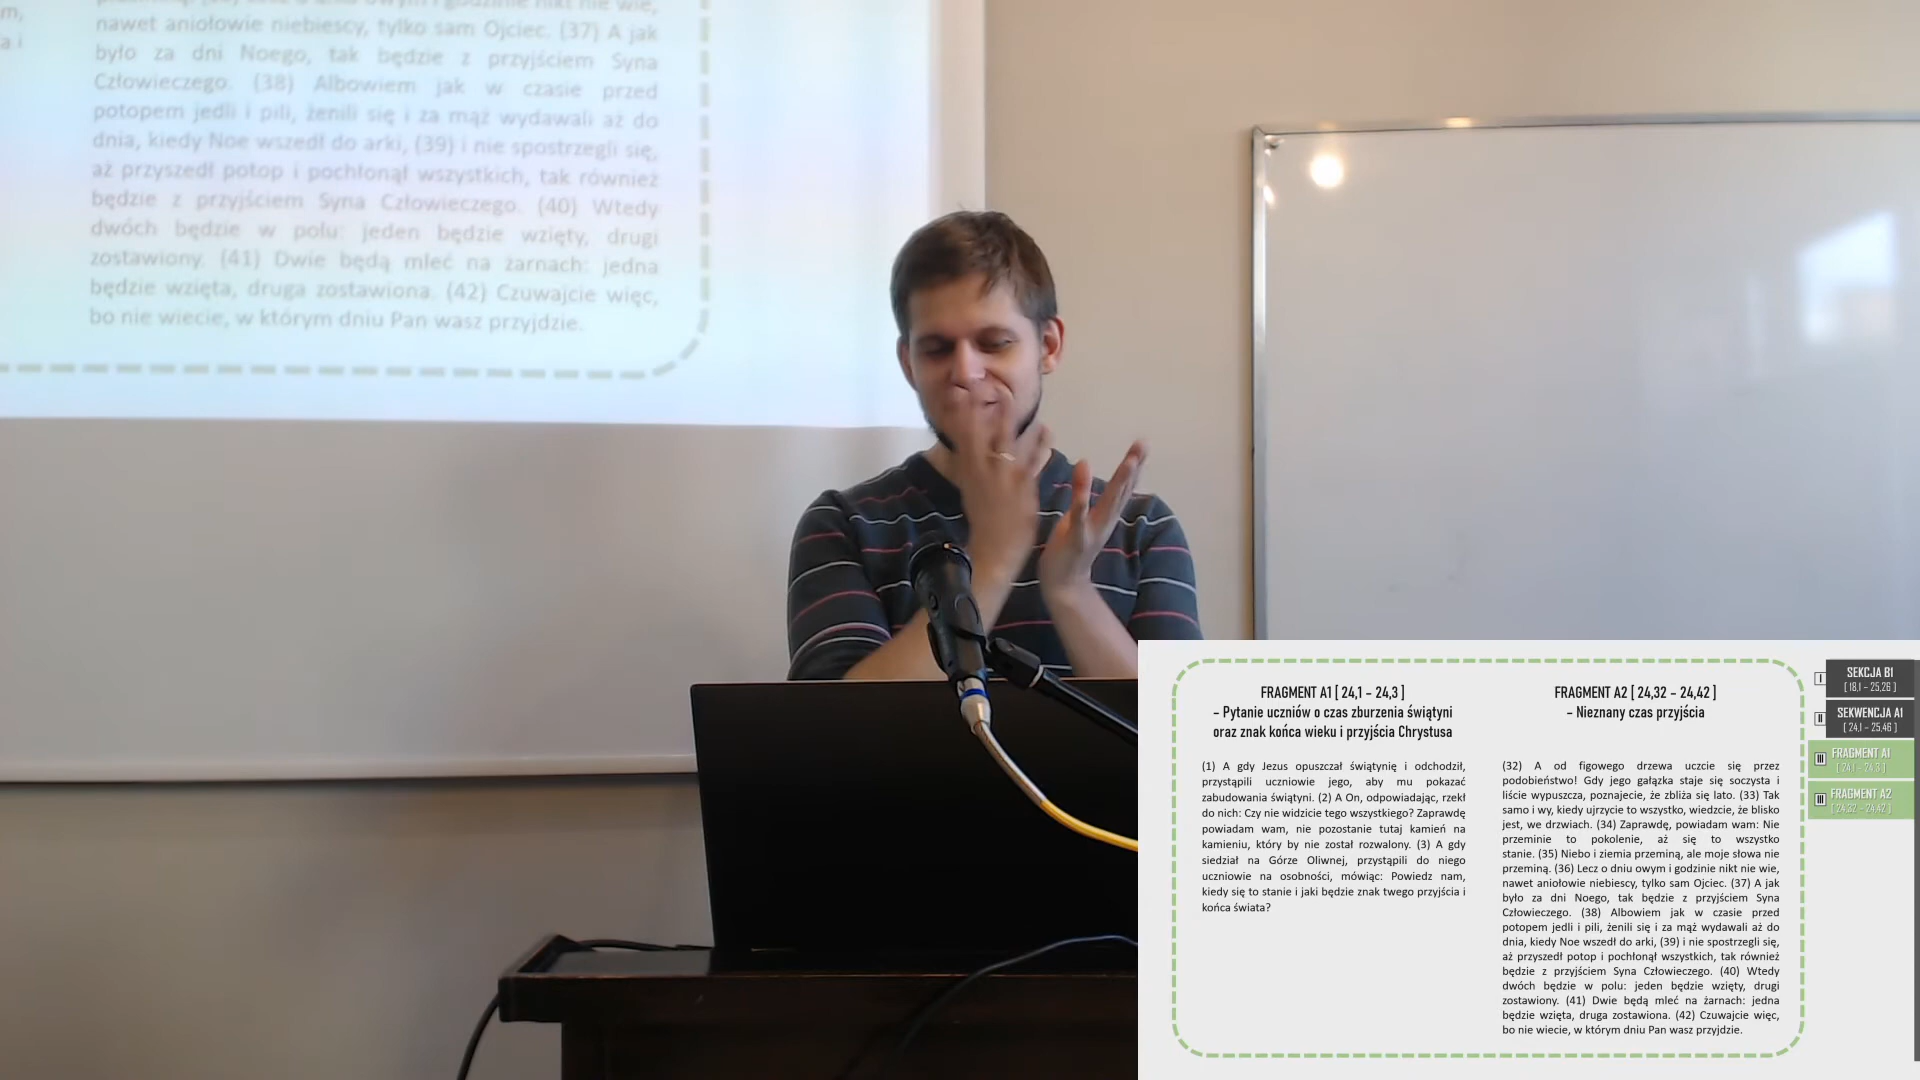 nawet aniołowie niebiescy, tylko sam Ojciec. (37) A jak
było za dni Noego, tak będzie z przyjściem Syna
Człowieczego. (38) Albowiem jak w czasie przed
potopem jedli i pili, żenili się i za mąż wydawali aż do
dnia, kiedy Noe wszedł do arki, (39) i nie spostrzegli się,
aż przyszedł potop i pochłonął wszystkich, tak również
będzie z przyjściem Syna Człowieczego. (40) Wtedy
dwóch będzie w polu: jeden będzie wzięty, drugi
zostawiony. (41) Dwie będą mleć na żarnach: jedna
będzie wzięta, druga zostawiona. (42) Czuwajcie więc,
bo nie wiecie, w którym dniu Pan wasz przyjdzie.
FRAGMENT A1 [ 24,1 – 24,3 ]
– Pytanie uczniów o czas zburzenia świątyni
oraz znak końca wieku i przyjścia Chrystusa
(1) A gdy Jezus opuszczał świątynię i odchodził,
przystąpili uczniowie jego, aby mu pokazać
zabudowania świątyni. (2) A On, odpowiadając, rzekł
do nich: Czy nie widzicie tego wszystkiego? Zaprawdę
powiadam wam, nie pozostanie tutaj kamień na
kamieniu, który by nie został rozwalony. (3) A gdy
siedział na Górze Oliwnej, przystąpili do niego
uczniowie na osobności, mówiąc: Powiedz nam,
kiedy się to stanie i jaki będzie znak twego przyjścia i
końca świata?
FRAGMENT A2 [ 24,32 – 24,42 ]
– Nieznany czas przyjścia
(32) A od figowego drzewa uczcie się przez
podobieństwo! Gdy jego gałązka staje się soczysta i
liście wypuszcza, poznajecie, że zbliża się lato. (33) Tak
samo i wy, kiedy ujrzycie to wszystko, wiedzcie, że blisko
jest, we drzwiach. (34) Zaprawdę, powiadam wam: Nie
przeminie to pokolenie, aż się to wszystko
stanie. (35) Niebo i ziemia przeminą, ale moje słowa nie
przeminą. (36) Lecz o dniu owym i godzinie nikt nie wie,
nawet aniołowie niebiescy, tylko sam Ojciec. (37) A jak
było za dni Noego, tak będzie z przyjściem Syna
Człowieczego. (38) Albowiem jak w czasie przed
potopem jedli i pili, żenili się i za mąż wydawali aż do
dnia, kiedy Noe wszedł do arki, (39) i nie spostrzegli się,
aż przyszedł potop i pochłonął wszystkich, tak również
będzie z przyjściem Syna Człowieczego. (40) Wtedy
dwóch będzie w polu: jeden będzie wzięty, drugi
zostawiony. (41) Dwie będą mleć na żarnach: jedna
będzie wzięta, druga zostawiona. (42) Czuwajcie więc,
bo nie wiecie, w którym dniu Pan wasz przyjdzie.
I SEKCJA B1
[ 18,1 – 25,26 ]
II SEKWENCJA A1
[ 24,1 – 25,46 ]
III FRAGMENT A1
[ 24,1 – 24,3 ]
III FRAGMENT A2
[ 24,32 – 24,42 ]